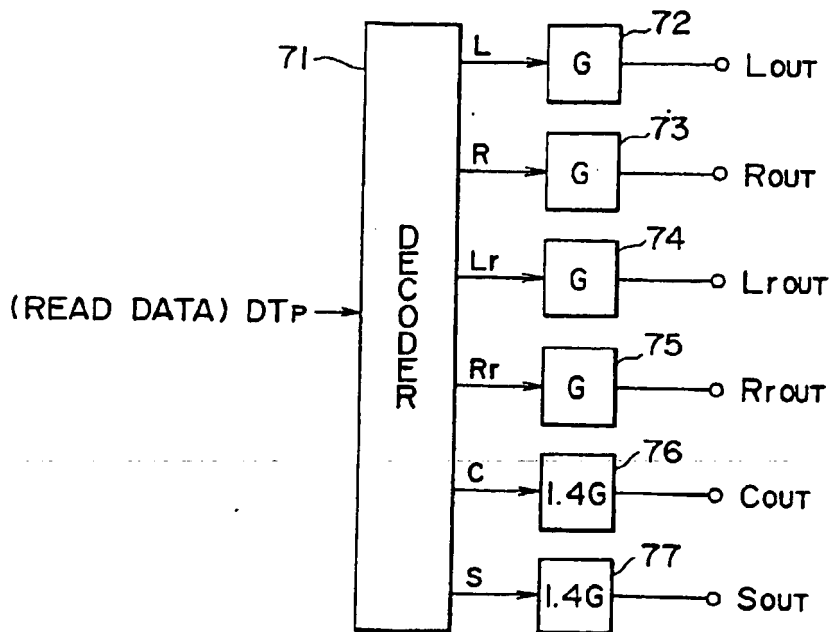 71
L
G
72
LOUT
R
G
73
ROUT
Lr
G
74
LrOUT
(READ DATA) DTP
DECODER
Rr
G
75
RrOUT
C
1.4G
76
COUT
S
1.4G
77
SOUT